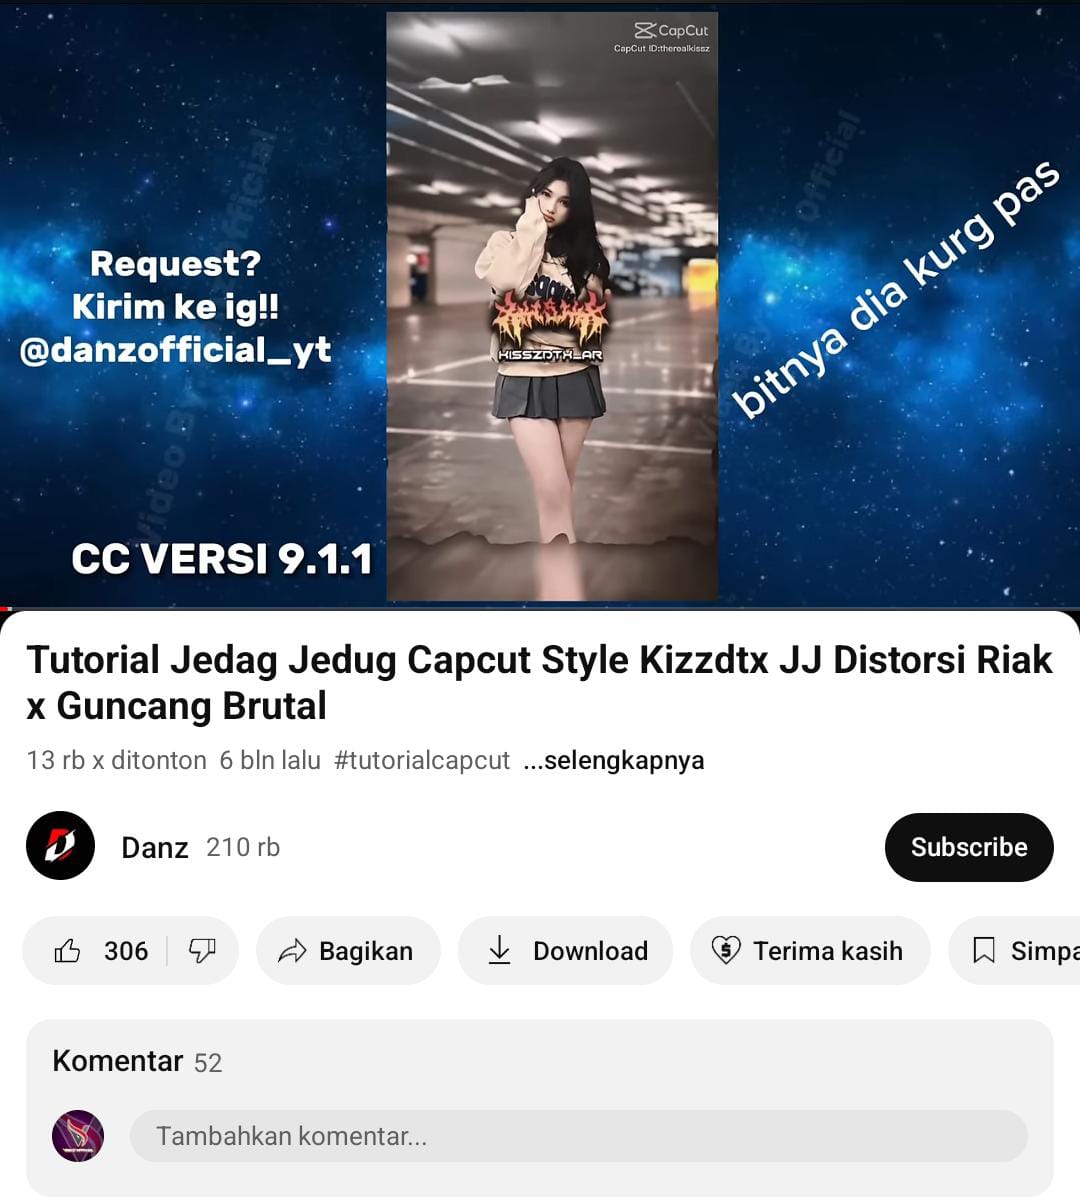 CapCut
CapCut ID:therealkissz
Request?
Kirim ke ig!!
@danzofficial_yt
bitnya dia kurg pas
KISSZDTX_AR
CC VERSI 9.1.1
Tutorial Jedag Jedug Capcut Style Kizzdtx JJ Distorsi Riak
x Guncang Brutal
13 rb x ditonton 6 bln lalu #tutorialcapcut ...selengkapnya
Danz 210 rb
Subscribe
306
Bagikan
Download
Terima kasih
Simpa
Komentar 52
Tambahkan komentar...